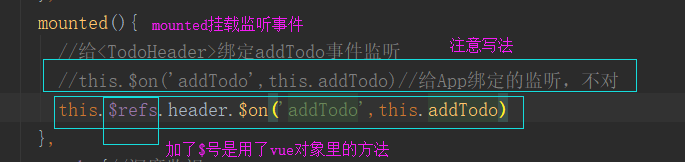 mounted(){ mounted挂载监听事件
//给<TodoHeader>绑定addTodo事件监听 注意写法
//this.$on('addTodo',this.addTodo)//给App绑定的监听，不对
this.$refs.header.$on('addTodo',this.addTodo)
},
加了$号是用了vue对象里的方法